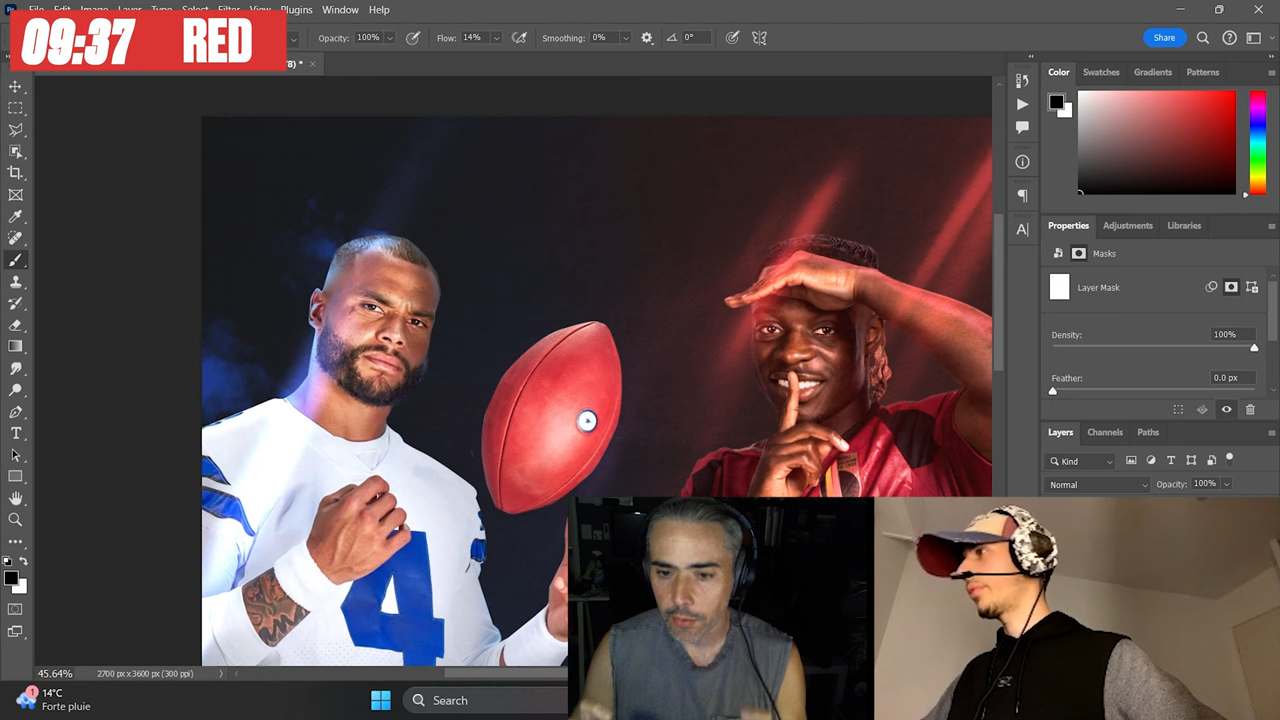 File Edit Image Layer Type Select Filter View Plugins Window Help
09:37 RED
Opacity: 100% Flow: 14% Smoothing: 0% 0° Share
8) * ×
Color Swatches Gradients Patterns
Properties Adjustments Libraries
Masks
Layer Mask
Density: 100%
Feather: 0.0 px
Layers Channels Paths
Kind
Normal Opacity: 100%
4
45.64% 2700 px x 3600 px (300 ppi)
1
14°C
Forte pluie
Search